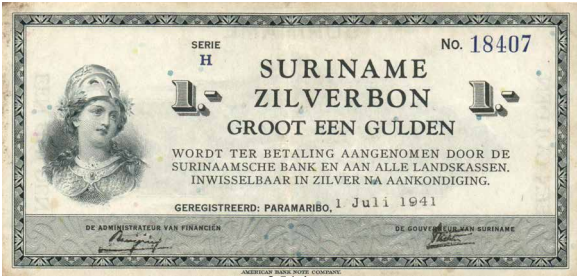 SERIE
H
No. 18407
SURINAME
1.- ZILVERBON 1.-
GROOT EEN GULDEN
WORDT TER BETALING AANGENOMEN DOOR DE
SURINAAMSCHE BANK EN AAN ALLE LANDSKASSEN.
INWISSELBAAR IN ZILVER NA AANKONDIGING.
GEREGISTREERD: PARAMARIBO, 1 Juli 1941
DE ADMINISTRATEUR VAN FINANCIËN
DE GOUVERNEUR VAN SURINAME
AMERICAN BANK NOTE COMPANY.